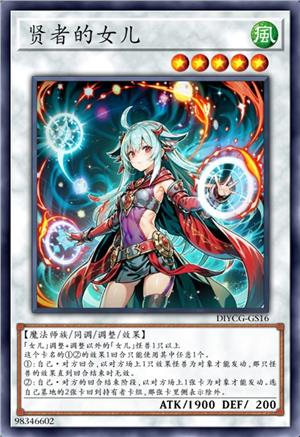 贤者的女儿
風
DIYCG-GS16
【魔法师族/同调/调整/效果】
「女儿」调整+调整以外的「女儿」怪兽1只以上
这个卡名的①②的效果1回合只能使用其中任意1个。
①:自己·对方回合,以对方场上1只效果怪兽为对象才能发动,那只怪
兽的效果直到回合结束时无效。
②:自己·对方的回合结束阶段,以对方场上1张卡为对象才能发动,选
自己墓地的2张卡回到持有者卡组,那张卡里侧表示除外。
ATK/1900 DEF/ 200
98346602